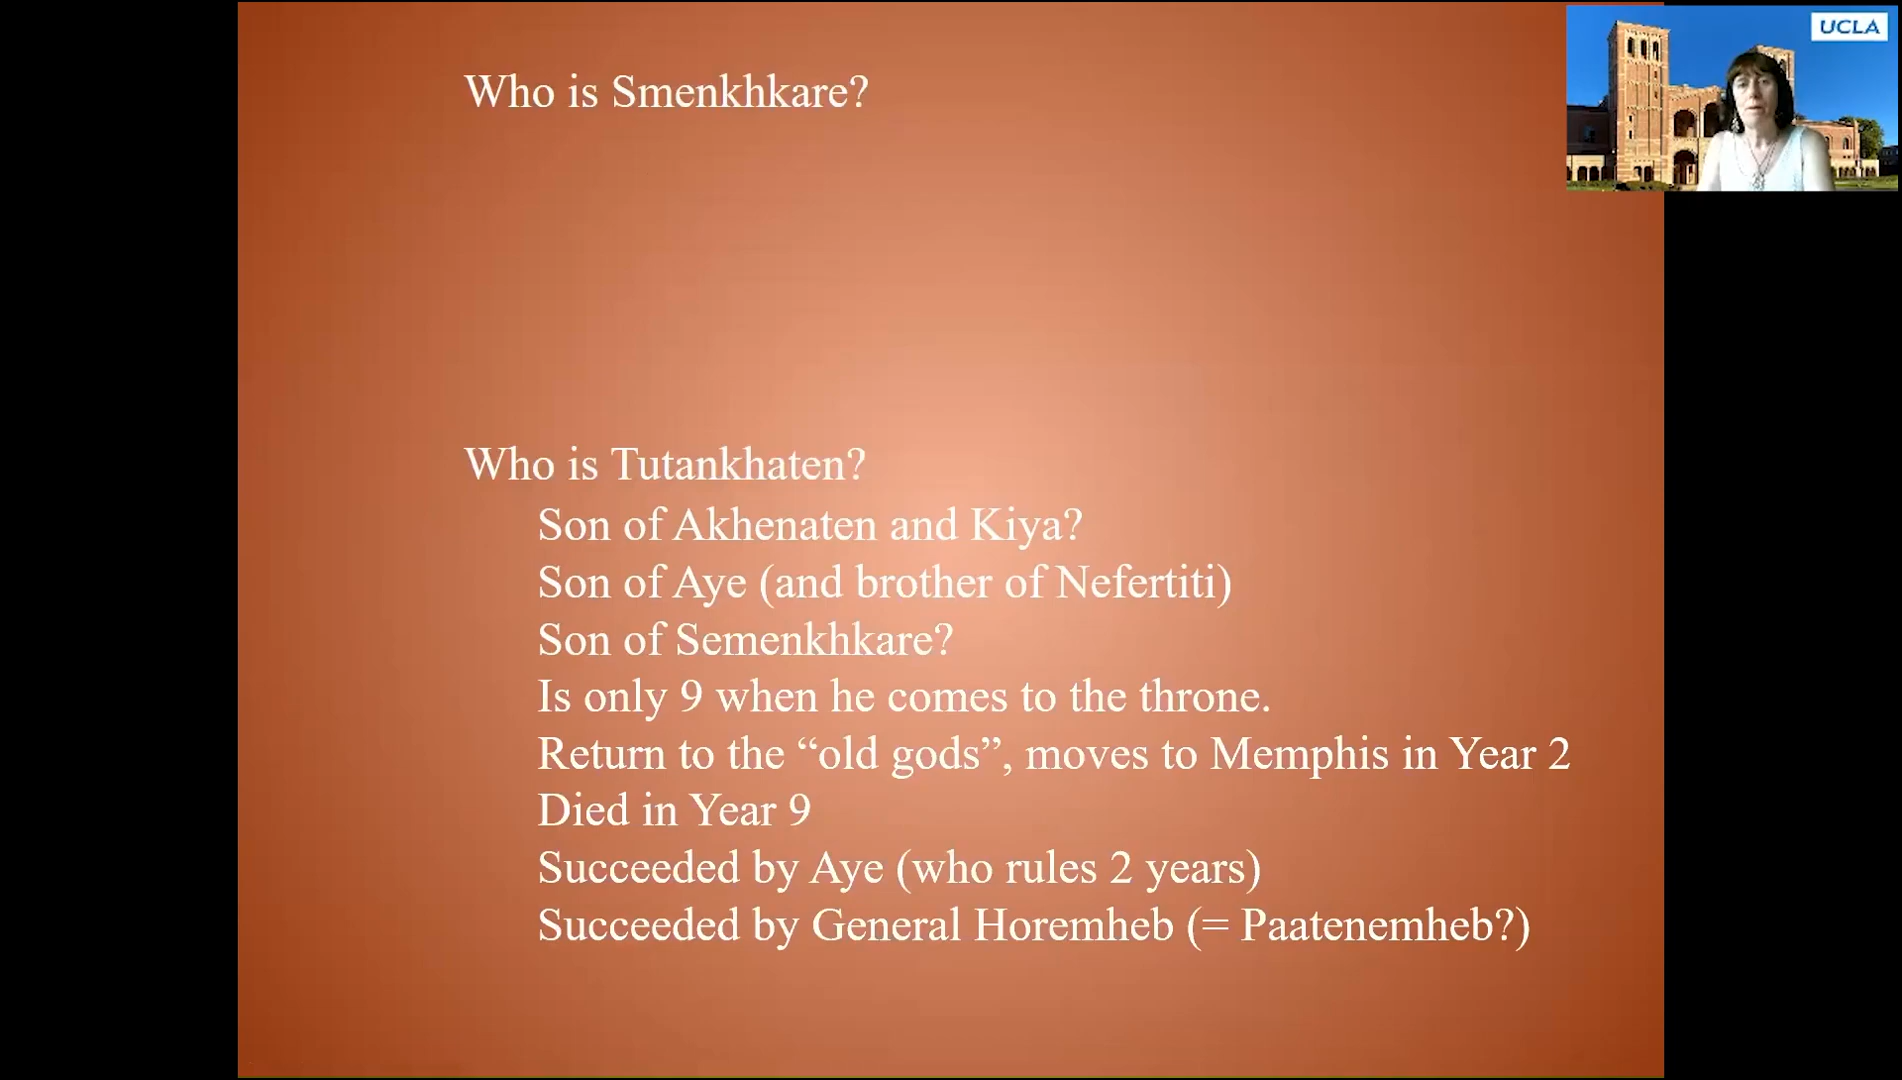 Who is Smenkhkare?
UCLA
Who is Tutankhaten?
Son of Akhenaten and Kiya?
Son of Aye (and brother of Nefertiti)
Son of Semenkhkare?
Is only 9 when he comes to the throne.
Return to the “old gods”, moves to Memphis in Year 2
Died in Year 9
Succeeded by Aye (who rules 2 years)
Succeeded by General Horemheb (= Paatenemheb?)